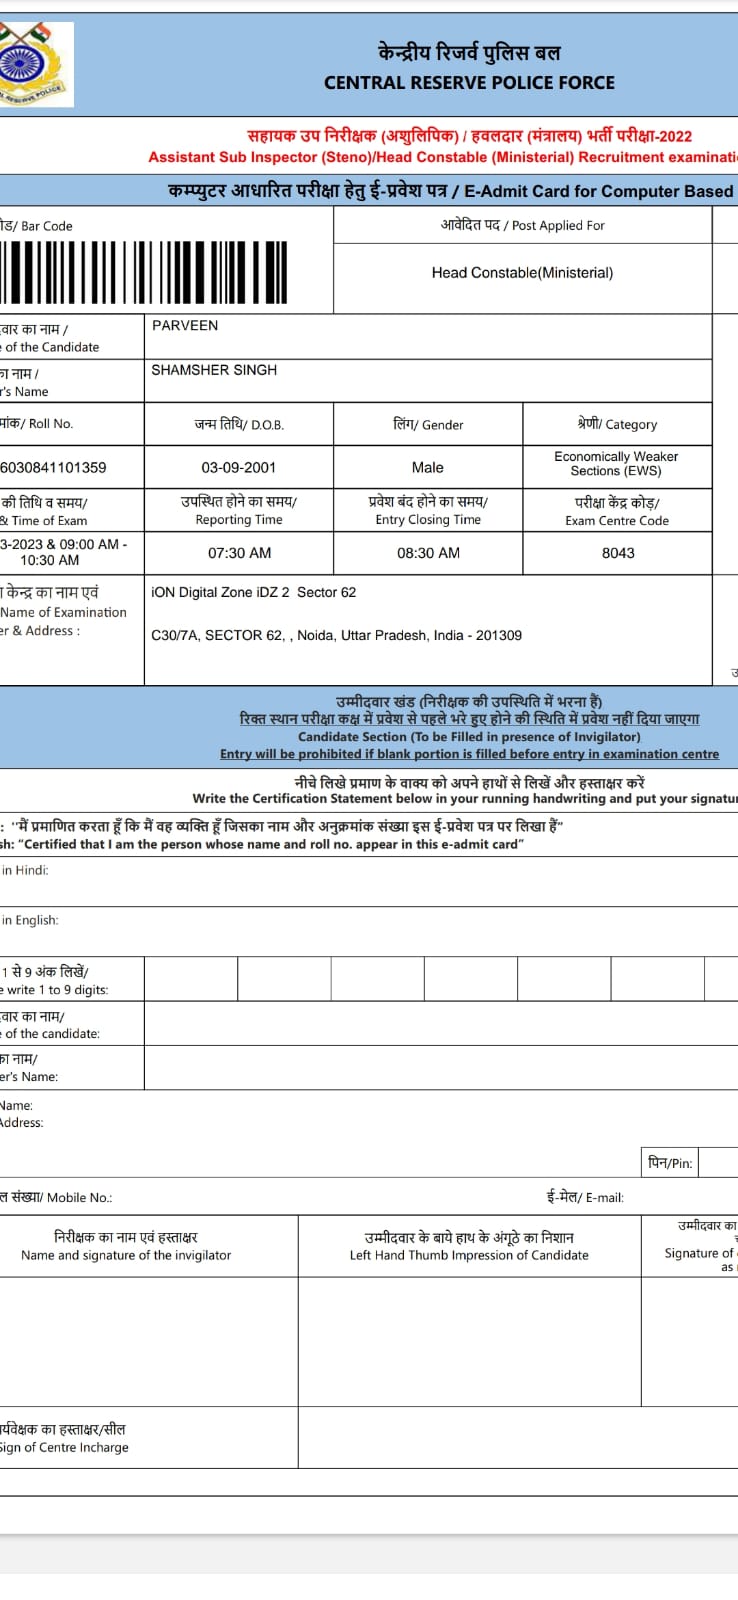 केन्द्रीय रिजर्व पुलिस बल
CENTRAL RESERVE POLICE FORCE
सहायक उप निरीक्षक (अशुलिपिक) / हवलदार (मंत्रालय) भर्ती परीक्षा-2022
Assistant Sub Inspector (Steno)/Head Constable (Ministerial) Recruitment
कम्प्युटर आधारित परीक्षा हेतु ई-प्रवेश पत्र / E-Admit Card for Computer Based
/ Bar Code
आवेदित पद / Post Applied For
Head Constable(Ministerial)
का नाम /
of the Candidate
PARVEEN
नाम /
Name
SHAMSHER SINGH
/ Roll No.
जन्म तिथि/ D.O.B.
लिंग/ Gender
श्रेणी/ Category
6030841101359
03-09-2001
Male
Economically Weaker
Sections (EWS)
की तिथि व समय/
& Time of Exam
उपस्थित होने का समय/
Reporting Time
प्रवेश बंद होने का समय/
Entry Closing Time
परीक्षा केंद्र कोड़/
Exam Centre Code
3-2023 & 09:00 AM -
10:30 AM
07:30 AM
08:30 AM
8043
केन्द्र का नाम एवं
Name of Examination
& Address :
iON Digital Zone iDZ 2 Sector 62
C30/7A, SECTOR 62, , Noida, Uttar Pradesh, India - 201309
उम्मीदवार खंड (निरीक्षक की उपस्थिति में भरना हैं)
रिक्त स्थान परीक्षा कक्ष में प्रवेश से पहले भरे हुए होने की स्थिति में प्रवेश नहीं दिया जाएगा
Candidate Section (To be Filled in presence of Invigilator)
Entry will be prohibited if blank portion is filled before entry in examination centre
नीचे लिखे प्रमाण के वाक्य को अपने हाथों से लिखें और हस्ताक्षर करें
Write the Certification Statement below in your running handwriting and put your
: "मैं प्रमाणित करता हूँ कि मैं वह व्यक्ति हूँ जिसका नाम और अनुक्रमांक संख्या इस ई-प्रवेश पत्र पर लिखा हैं"
"Certified that I am the person whose name and roll no. appear in this e-admit card"
in Hindi:
in English:
1 से 9 अंक लिखें/
write 1 to 9 digits:
का नाम/
of the candidate:
नाम/
Name:
Name:
Address:
पिन/Pin:
संख्या/ Mobile No.:
ई-मेल/ E-mail:
निरीक्षक का नाम एवं हस्ताक्षर
Name and signature of the invigilator
उम्मीदवार के बाये हाथ के अंगूठे का निशान
Left Hand Thumb Impression of Candidate
उम्मीदवार का
Signature of
as
का हस्ताक्षर/सील
Sign of Centre Incharge